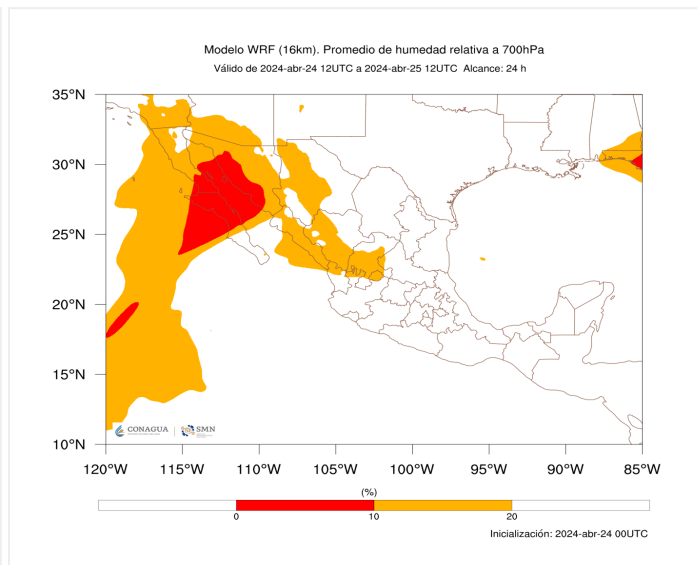 Modelo WRF (16km). Promedio de humedad relativa a 700hPa
Válido de 2024-abr-24 12UTC a 2024-abr-25 12UTC Alcance: 24 h
35°N
30°N
25°N
20°N
15°N
10°N
CONAGUA
SMN
120°W 115°W 110°W 105°W 100°W 95°W 90°W 85°W
(%)
0 10 20
Inicialización: 2024-abr-24 00UTC